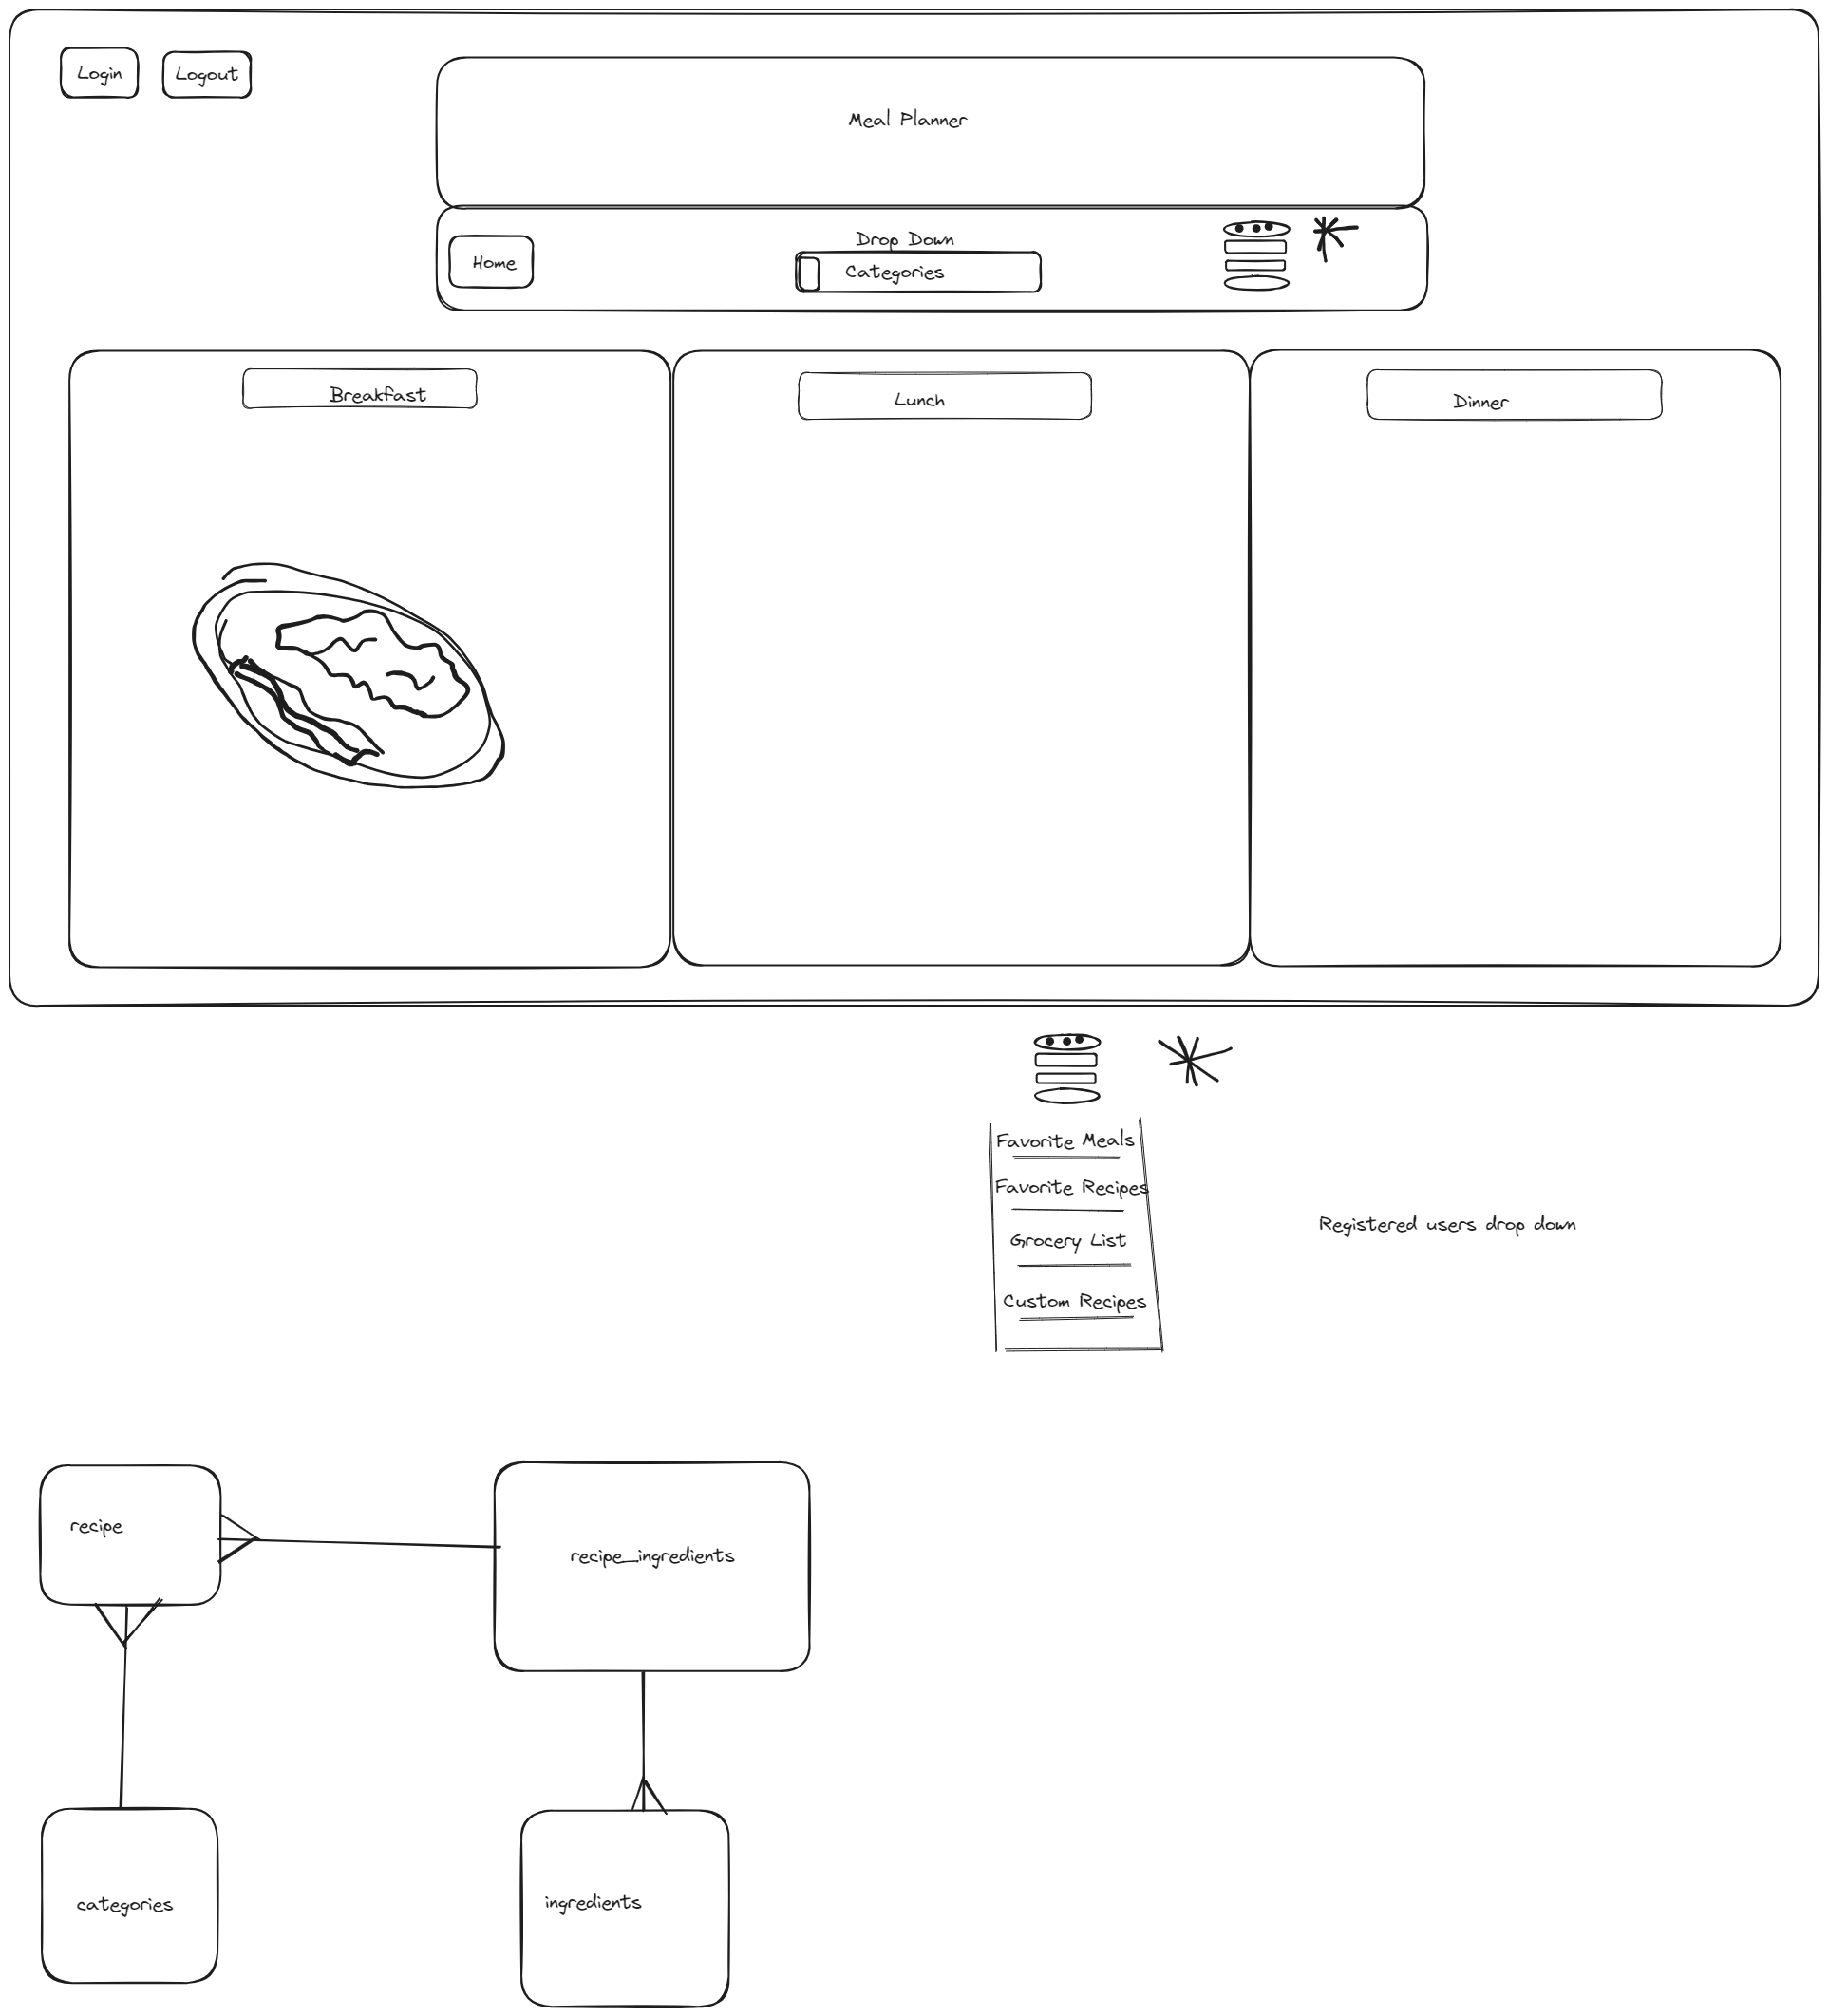 Login
Logout
Meal Planner
Home
Drop Down
Categories
Breakfast
Lunch
Dinner
Favorite Meals
Favorite Recipes
Grocery List
Custom Recipes
Registered users drop down
recipe
recipe_ingredients
categories
ingredients